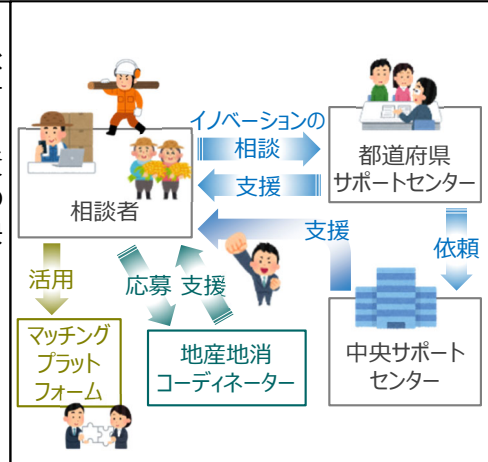 イノベーションの
相談
支援
相談者
都道府県
サポートセンター
支援
依頼
活用
応募
支援
マッチング
プラット
フォーム
地産地消
コーディネーター
中央サポート
センター